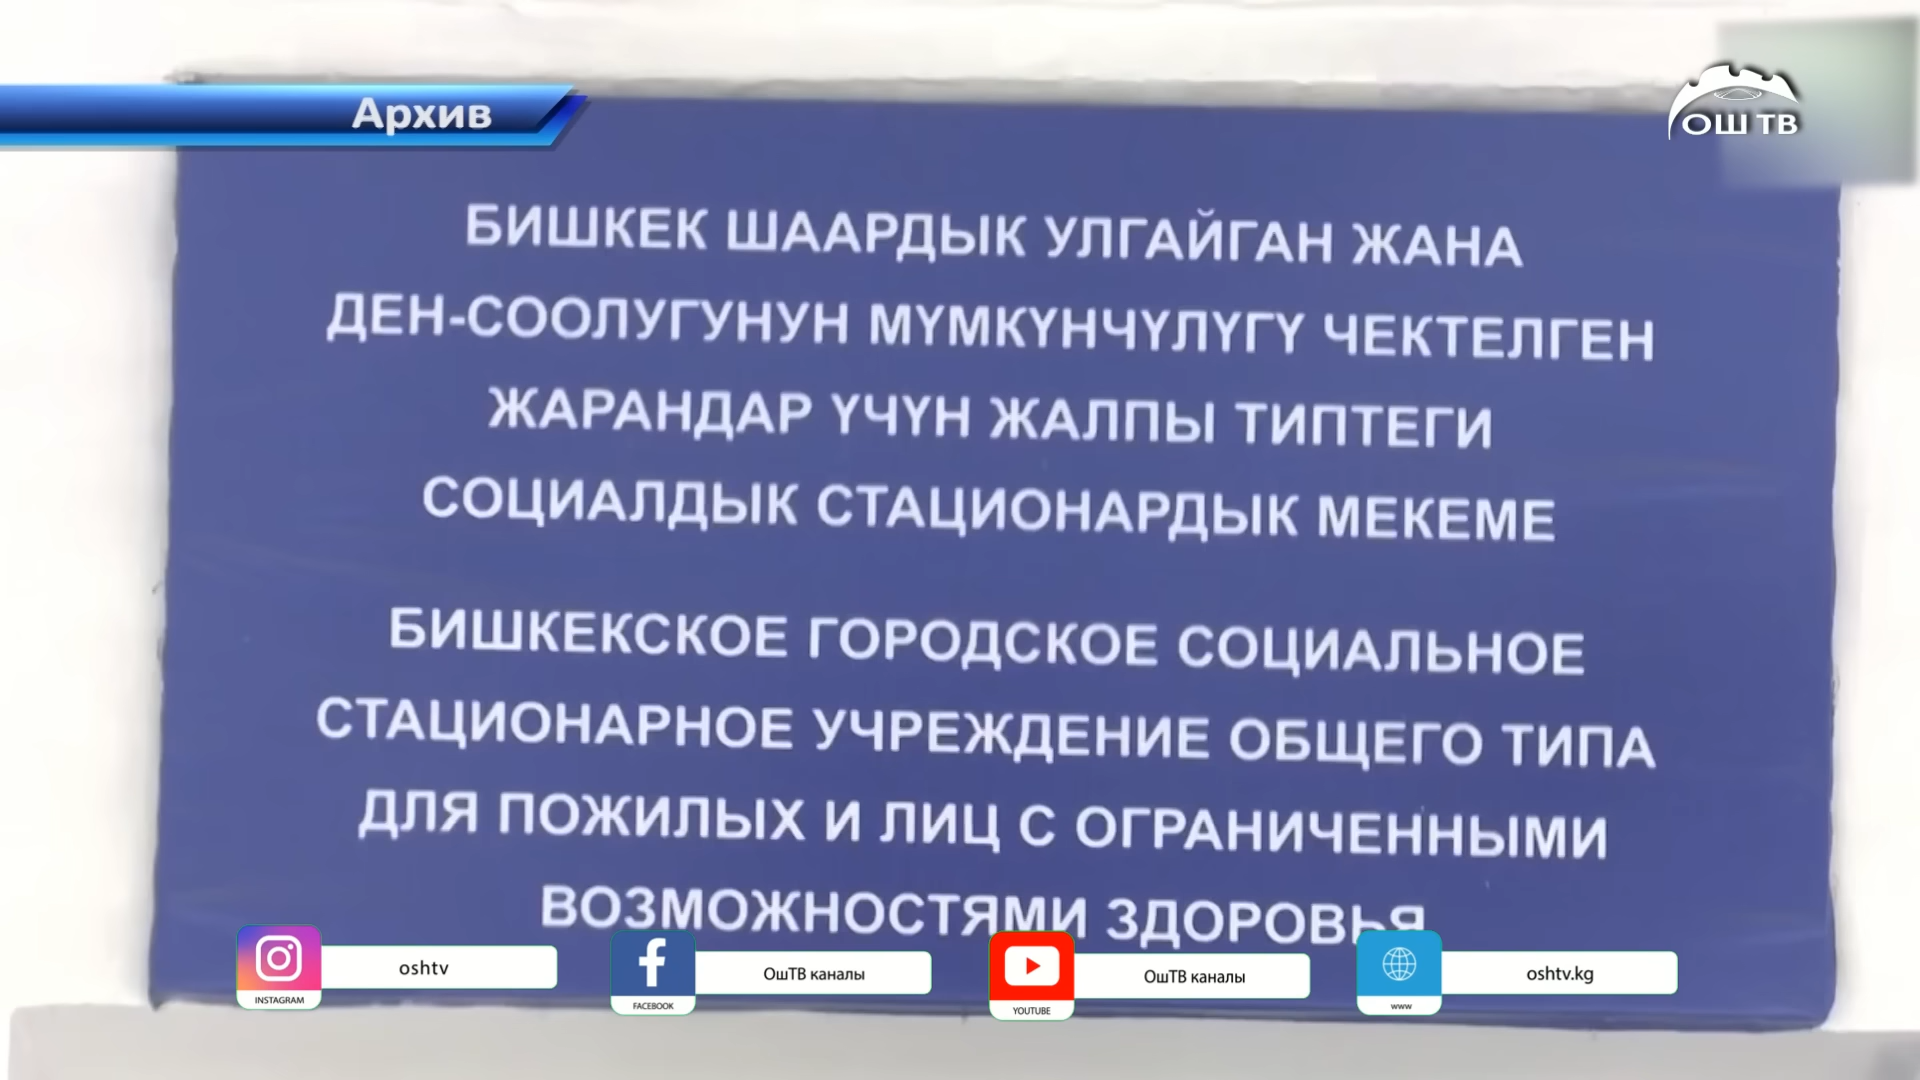 Архив
ОШ ТВ
БИШКЕК ШААРДЫК УЛГАЙГАН ЖАНА
ДЕН-СООЛУГУНУН МҮМКҮНЧҮЛҮГҮ ЧЕКТЕЛГЕН
ЖАРАНДАР ҮЧҮН ЖАЛПЫ ТИПТЕГИ
СОЦИАЛДЫК СТАЦИОНАРДЫК МЕКЕМЕ
БИШКЕКСКОЕ ГОРОДСКОЕ СОЦИАЛЬНОЕ
СТАЦИОНАРНОЕ УЧРЕЖДЕНИЕ ОБЩЕГО ТИПА
ДЛЯ ПОЖИЛЫХ И ЛИЦ С ОГРАНИЧЕННЫМИ
ВОЗМОЖНОСТЯМИ ЗДОРОВЬЯ
oshtv
INSTAGRAM
ОшТВ каналы
FACEBOOK
ОшТВ каналы
YOUTUBE
oshtv.kg
www